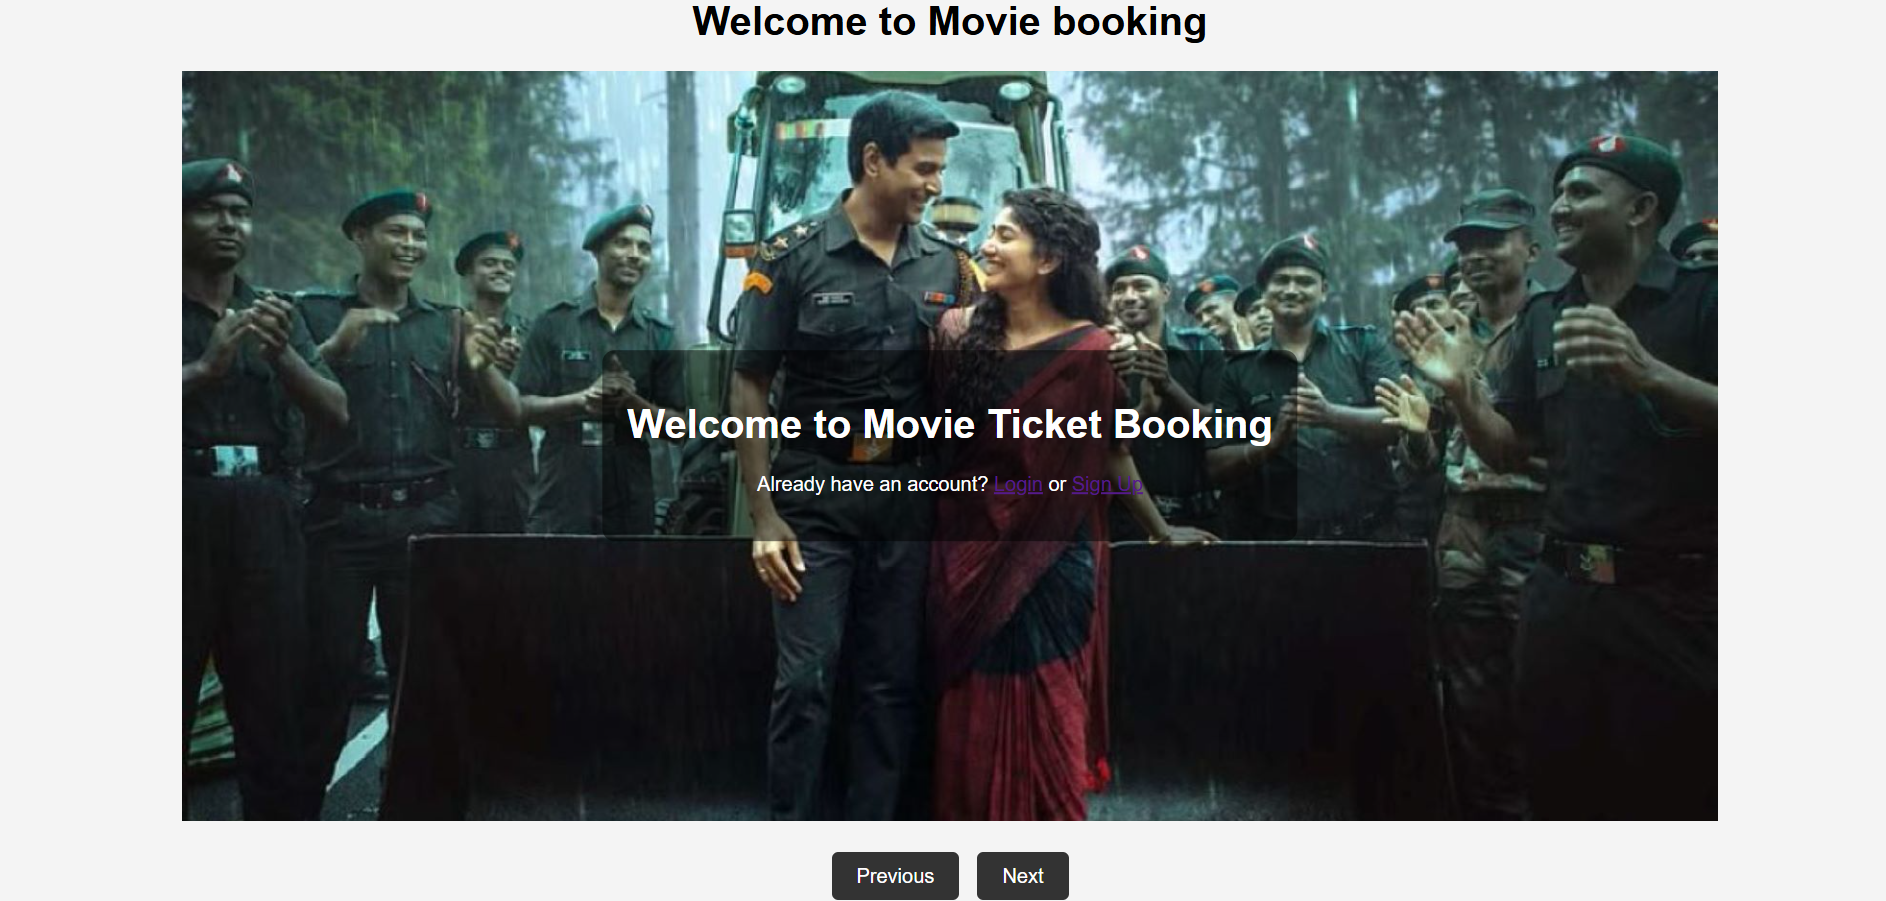 Welcome to Movie booking
Welcome to Movie Ticket Booking
Already have an account? Login or Sign Up
Previous
Next